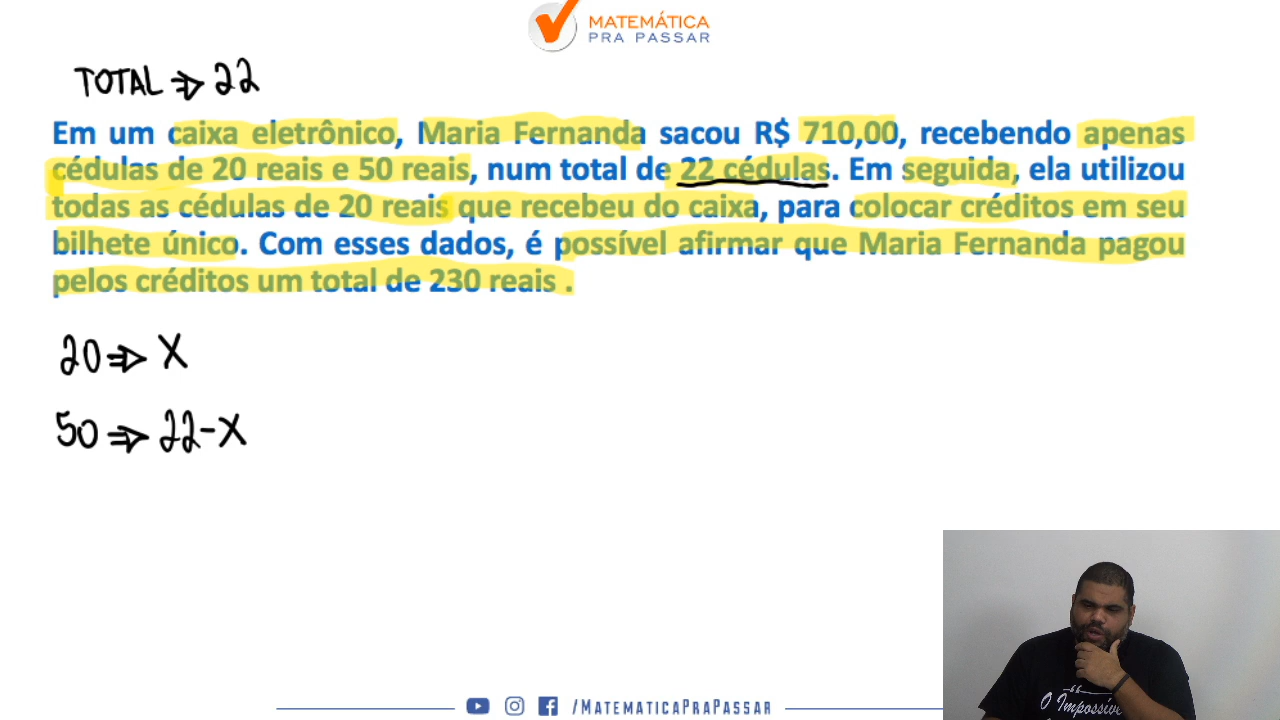 MATEMÁTICA
PRA PASSAR
TOTAL ⇒ 22
Em um caixa eletrônico, Maria Fernanda sacou R$ 710,00, recebendo apenas
cédulas de 20 reais e 50 reais, num total de 22 cédulas. Em seguida, ela utilizou
todas as cédulas de 20 reais que recebeu do caixa, para colocar créditos em seu
bilhete único. Com esses dados, é possível afirmar que Maria Fernanda pagou
pelos créditos um total de 230 reais .
20 ⇒ X
50 ⇒ 22-X
“ O Impossíve
/MATEMATICAPRAPASSAR